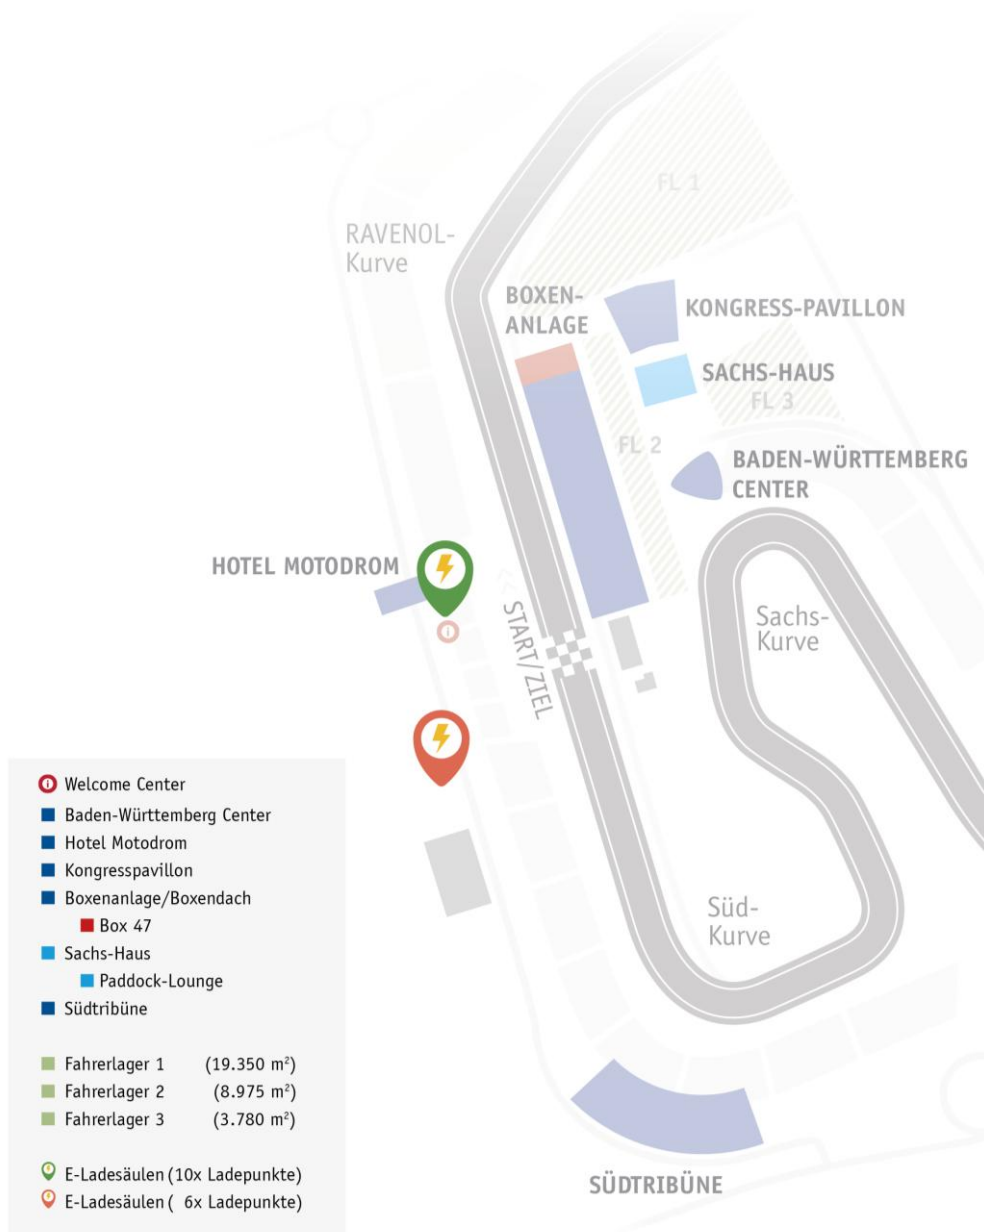 FL 1
RAVENOL-
Kurve
BOXEN-
ANLAGE
KONGRESS-PAVILLON
SACHS-HAUS
FL 3
FL 2
BADEN-WÜRTTEMBERG
CENTER
HOTEL MOTODROM
<< START/ZIEL
Sachs-
Kurve
Süd-
Kurve
SÜDTRIBÜNE
i Welcome Center
Baden-Württemberg Center
Hotel Motodrom
Kongresspavillon
Boxenanlage/Boxendach
Box 47
Sachs-Haus
Paddock-Lounge
Südtribüne
Fahrerlager 1 (19.350 m²)
Fahrerlager 2 (8.975 m²)
Fahrerlager 3 (3.780 m²)
E-Ladesäulen (10x Ladepunkte)
E-Ladesäulen ( 6x Ladepunkte)